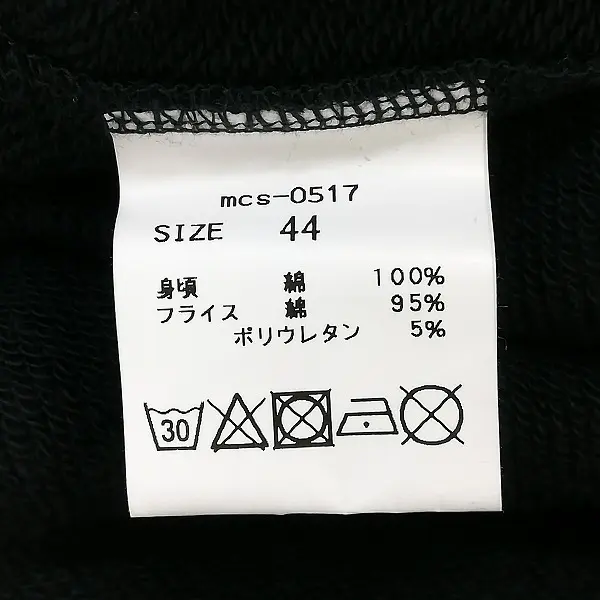 mcs-0517
SIZE 44
身頃 綿 100%
フライス 綿 95%
ポリウレタン 5%
30